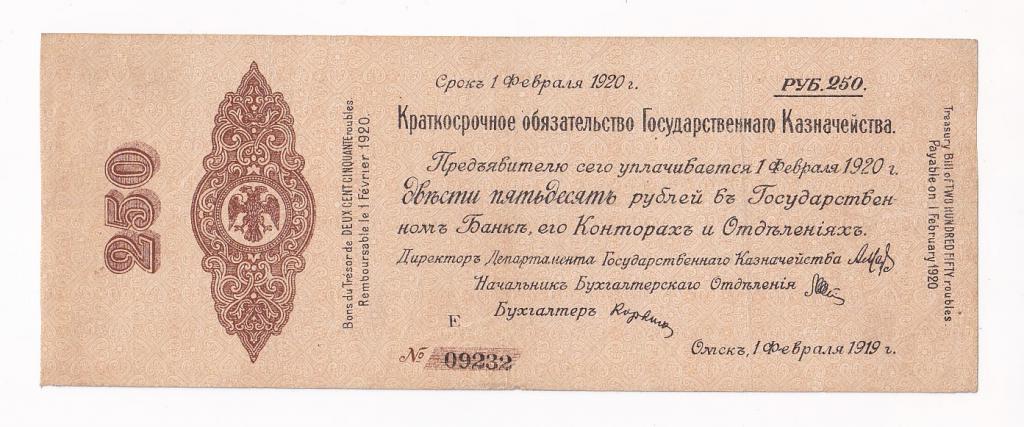 250
Bons du Trésor de DEUX CENT CINQUANTE roubles
Remboursable le 1 Février 1920.
Срокъ 1 Февраля 1920 г.
РУБ. 250.
Краткосрочное обязательство Государственнаго Казначейства.
Предъявителю сего уплачивается 1 Февраля 1920 г.
двѣсти пятьдесятъ рублей въ Государствен-
номъ Банкѣ, его Конторахъ и Отдѣленіяхъ.
Директоръ Департамента Государственнаго Казначейства
Начальникъ Бухгалтерскаго Отдѣленія
Бухгалтеръ
Е
№ 09232
Омскъ, 1 Февраля 1919 г.
Treasury Bill of TWO HUNDRED FIFTY roubles
Payable on 1 February 1920